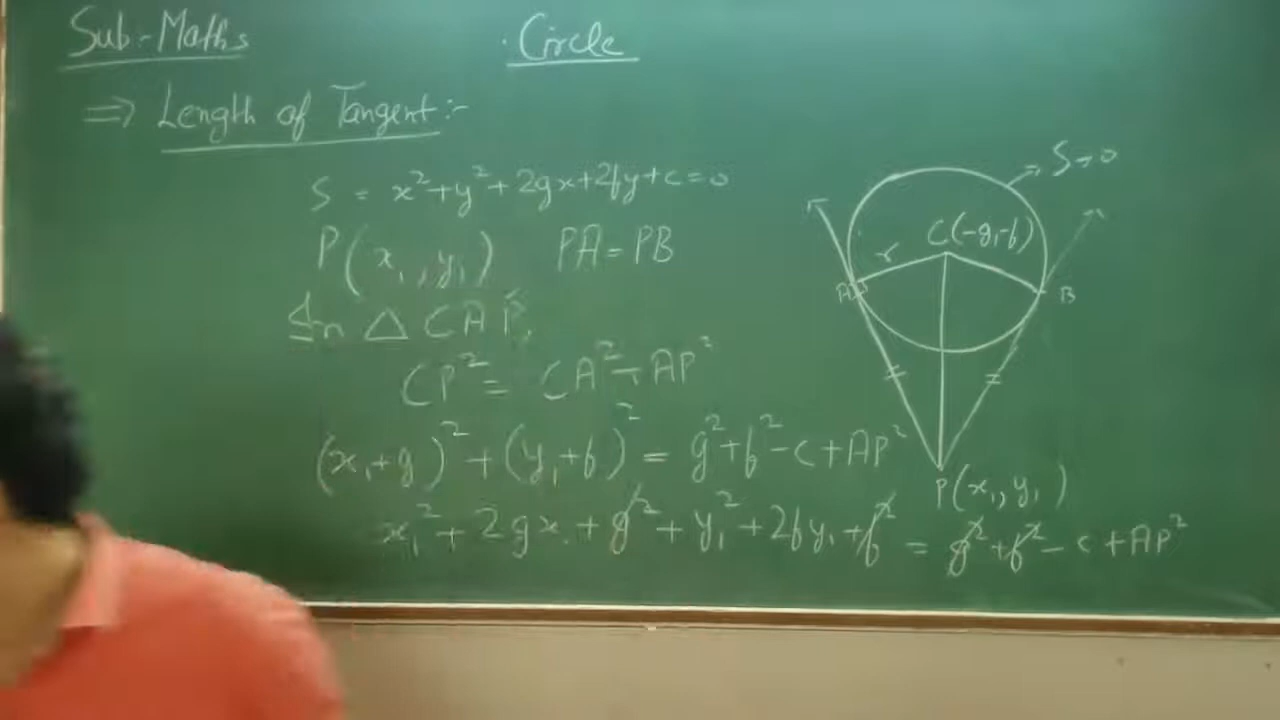 Sub:- Maths
Circle
⇒ Length of Tangent:-
S = x²+y²+2gx+2fy+c=0
P(x₁,y₁) PA=PB
In △ CAP,
CP² = CA²+AP²
(x₁+g)²+(y₁+f)² = g²+f²-c+AP²
x₁²+2gx₁+g²+y₁²+2fy₁+f² = g²+f²-c+AP²
S=0
C(-g,-f)
r
A
B
P(x₁,y₁)